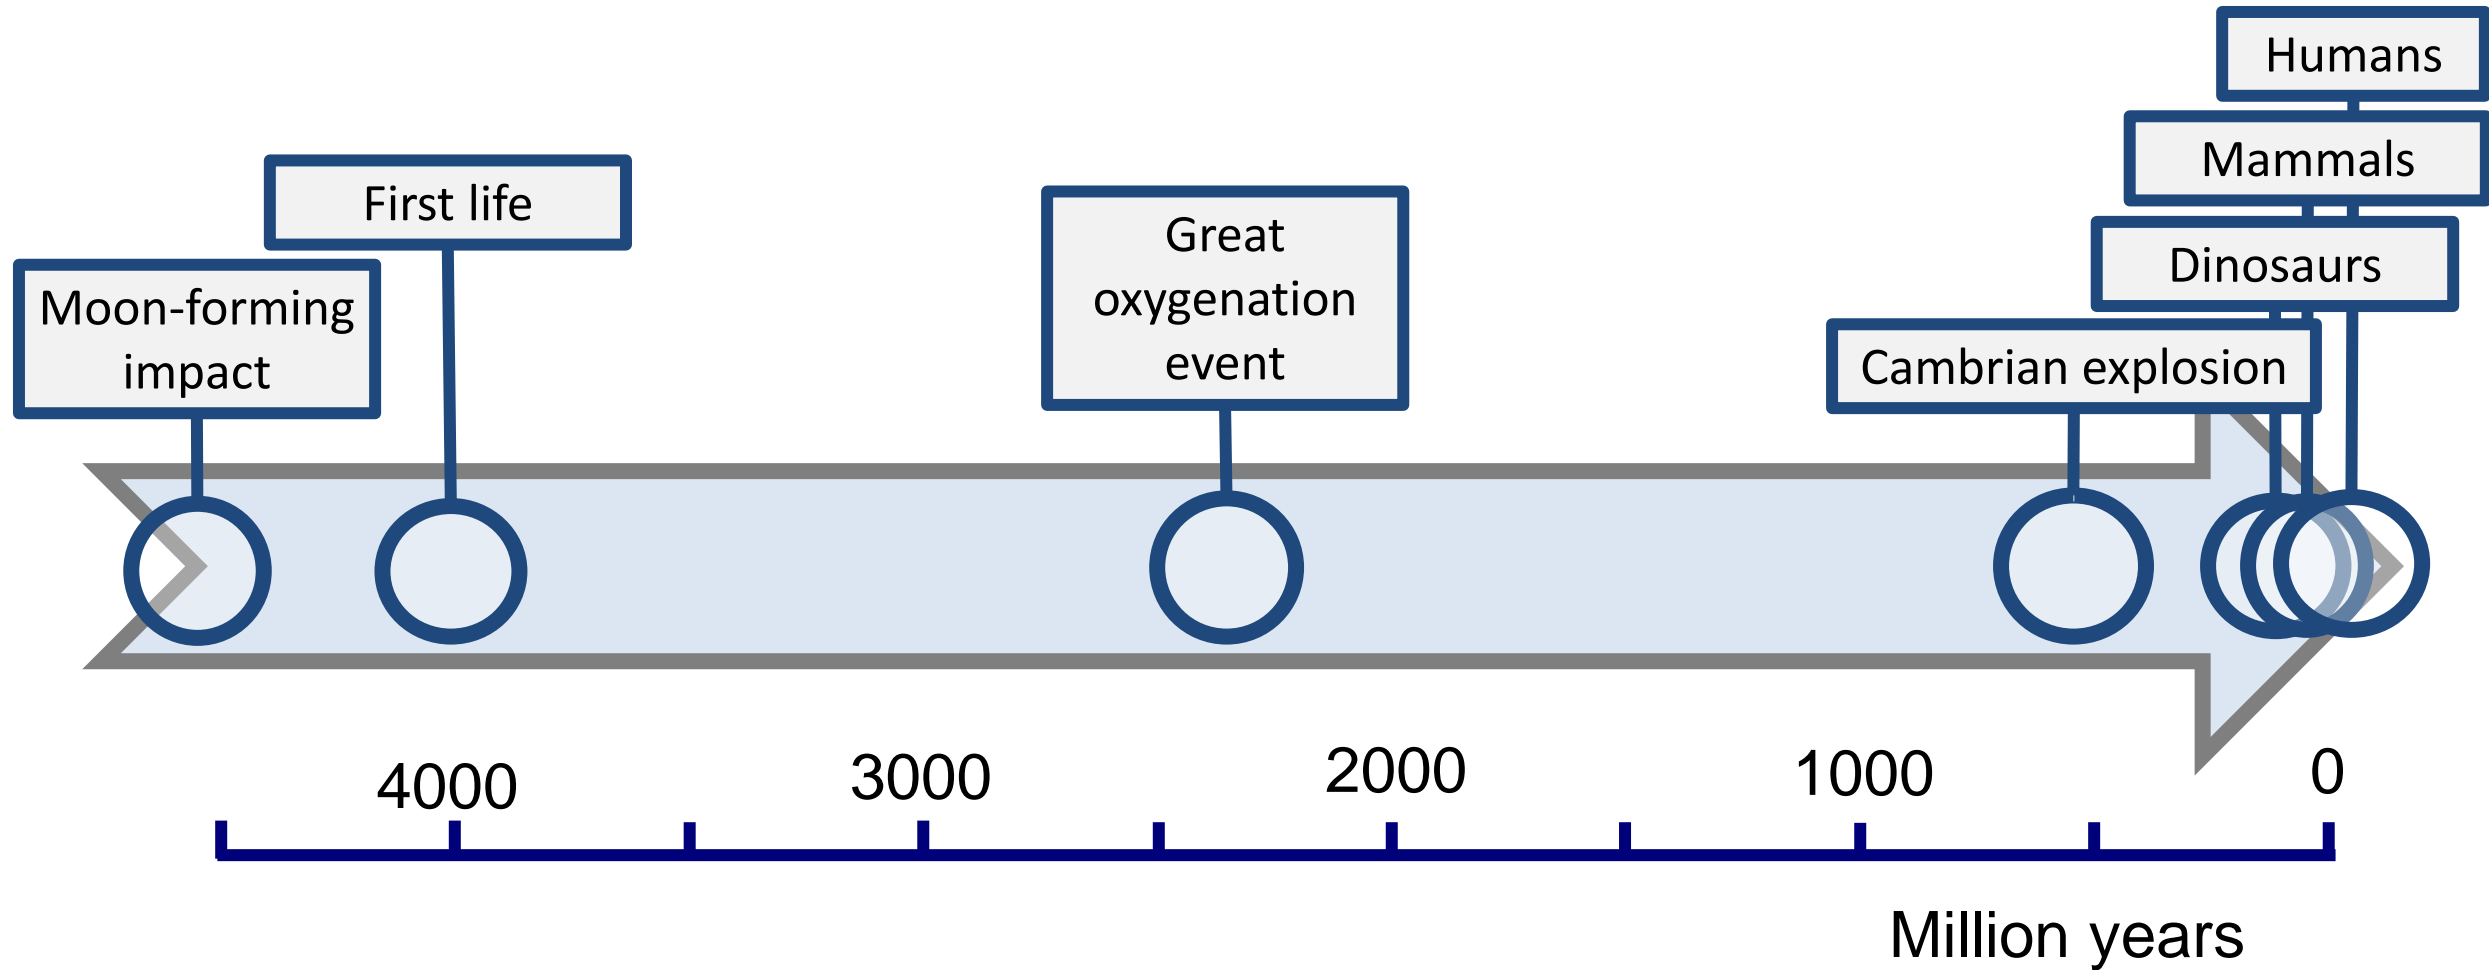 Humans
Mammals
First life
Great
oxygenation
event
Dinosaurs
Moon-forming
impact
Cambrian explosion
4000
3000
2000
1000
0
Million years